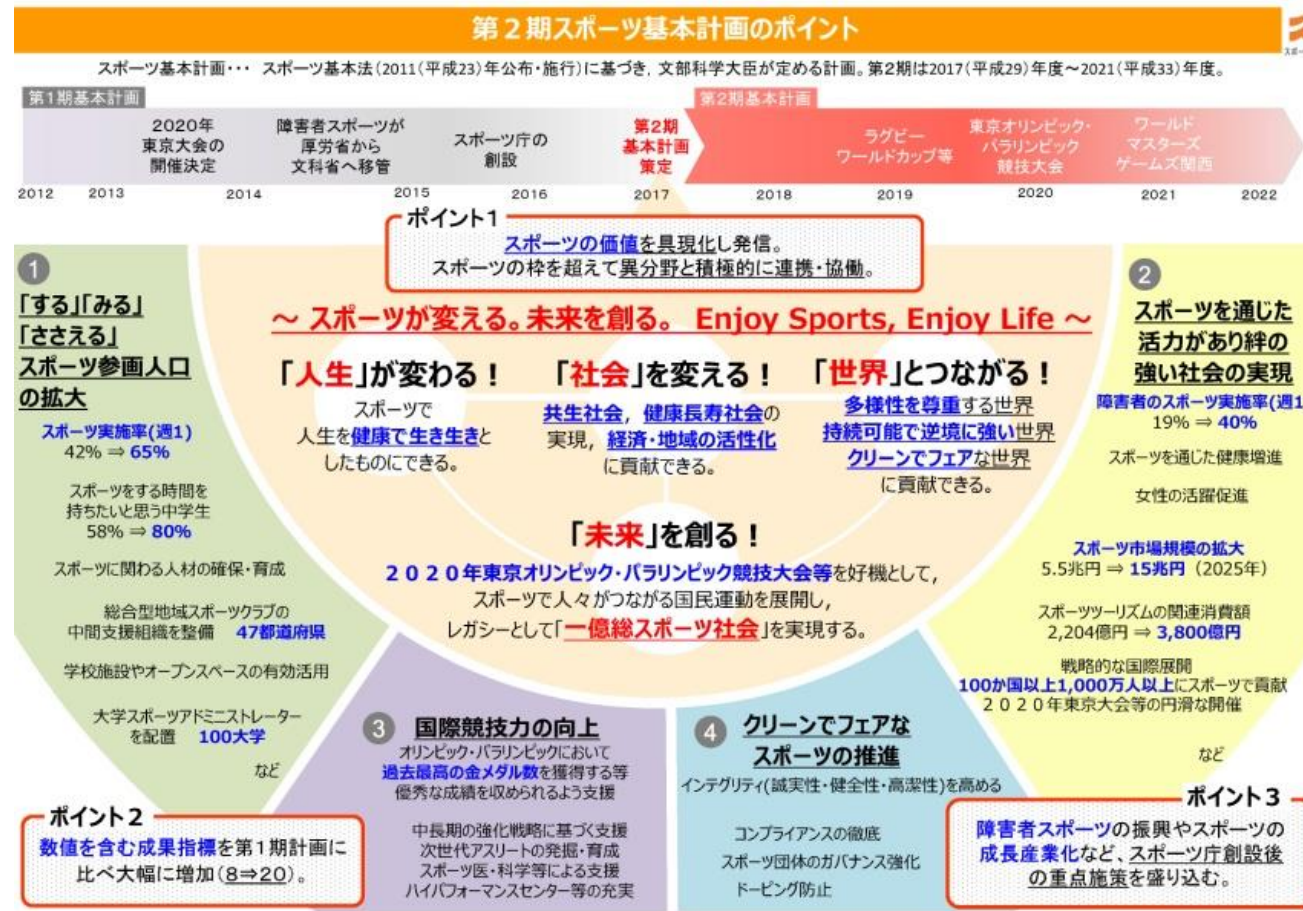 第2期スポーツ基本計画のポイント
スポーツ基本計画・・・ スポーツ基本法(2011(平成23)年公布・施行)に基づき, 文部科学大臣が定める計画。第2期は2017(平成29)年度～2021(平成33)年度。
第1期基本計画
第2期基本計画
2020年
東京大会の
開催決定
障害者スポーツが
厚労省から
文科省へ移管
スポーツ庁の
創設
第2期
基本計画
策定
ラグビー
ワールドカップ等
東京オリンピック・
パラリンピック
競技大会
ワールド
マスターズ
ゲームズ関西
2012 2013 2014 2015 2016 2017 2018 2019 2020 2021 2022
ポイント1
スポーツの価値を具現化し発信。
スポーツの枠を超えて異分野と積極的に連携・協働。
～ スポーツが変える。未来を創る。 Enjoy Sports, Enjoy Life ～
「人生」が変わる！
スポーツで
人生を健康で生き生きと
したものにできる。
「社会」を変える！
共生社会, 健康長寿社会の
実現, 経済・地域の活性化
に貢献できる。
「世界」とつながる！
多様性を尊重する世界
持続可能で逆境に強い世界
クリーンでフェアな世界
に貢献できる。
「未来」を創る！
2020年東京オリンピック・パラリンピック競技大会等を好機として,
スポーツで人々がつながる国民運動を展開し,
レガシーとして「一億総スポーツ社会」を実現する。
1
「する」「みる」
「ささえる」
スポーツ参画人口
の拡大
スポーツ実施率(週1)
42% ⇒ 65%
スポーツをする時間を
持ちたいと思う中学生
58% ⇒ 80%
スポーツに関わる人材の確保・育成
総合型地域スポーツクラブの
中間支援組織を整備 47都道府県
学校施設やオープンスペースの有効活用
大学スポーツアドミニストレーター
を配置 100大学
など
2
スポーツを通じた
活力があり絆の
強い社会の実現
障害者のスポーツ実施率(週1
19% ⇒ 40%
スポーツを通じた健康増進
女性の活躍促進
スポーツ市場規模の拡大
5.5兆円 ⇒ 15兆円（2025年）
スポーツツーリズムの関連消費額
2,204億円 ⇒ 3,800億円
戦略的な国際展開
100か国以上1,000万人以上にスポーツで貢献
2020年東京大会等の円滑な開催
など
3
国際競技力の向上
オリンピック・パラリンピックにおいて
過去最高の金メダル数を獲得する等
優秀な成績を収められるよう支援
中長期の強化戦略に基づく支援
次世代アスリートの発掘・育成
スポーツ医・科学等による支援
ハイパフォーマンスセンター等の充実
4
クリーンでフェアな
スポーツの推進
インテグリティ(誠実性・健全性・高潔性)を高める
コンプライアンスの徹底
スポーツ団体のガバナンス強化
ドーピング防止
ポイント2
数値を含む成果指標を第1期計画に
比べ大幅に増加(8⇒20)。
ポイント3
障害者スポーツの振興やスポーツの
成長産業化など、スポーツ庁創設後
の重点施策を盛り込む。